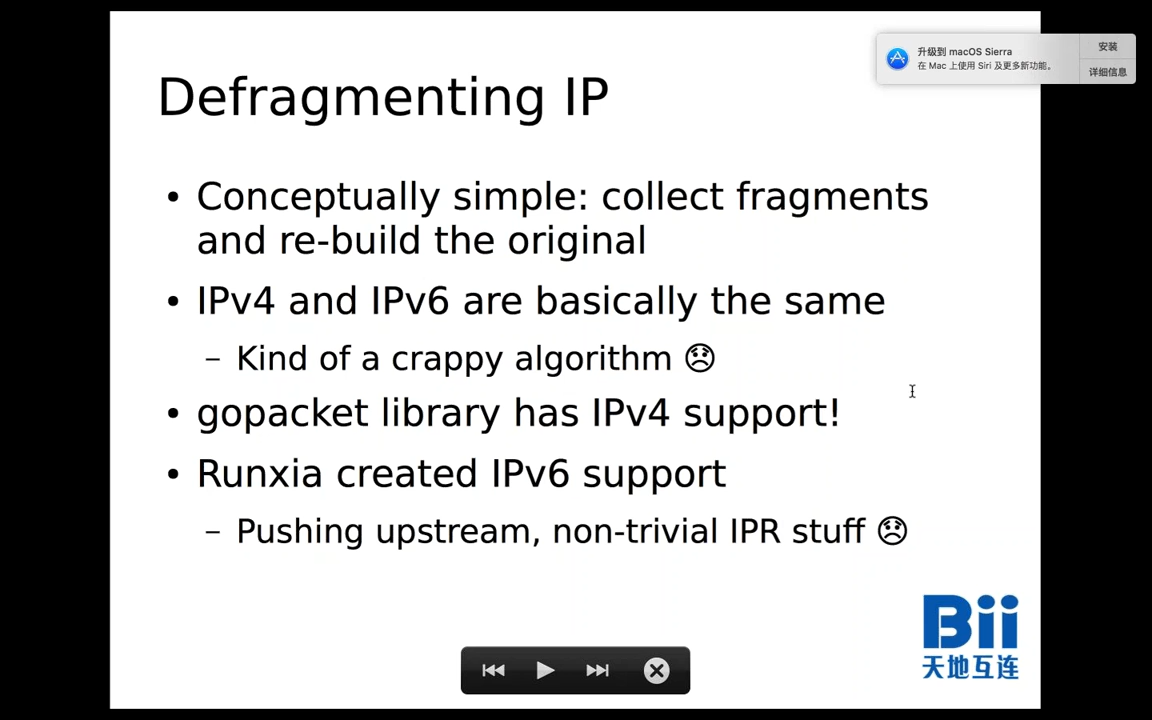 升级到 macOS Sierra
在 Mac 上使用 Siri 及更多新功能。
安装
详细信息
Defragmenting IP
• Conceptually simple: collect fragments
and re-build the original
• IPv4 and IPv6 are basically the same
– Kind of a crappy algorithm ☹
• gopacket library has IPv4 support!
• Runxia created IPv6 support
– Pushing upstream, non-trivial IPR stuff ☹
Bii
天地互连